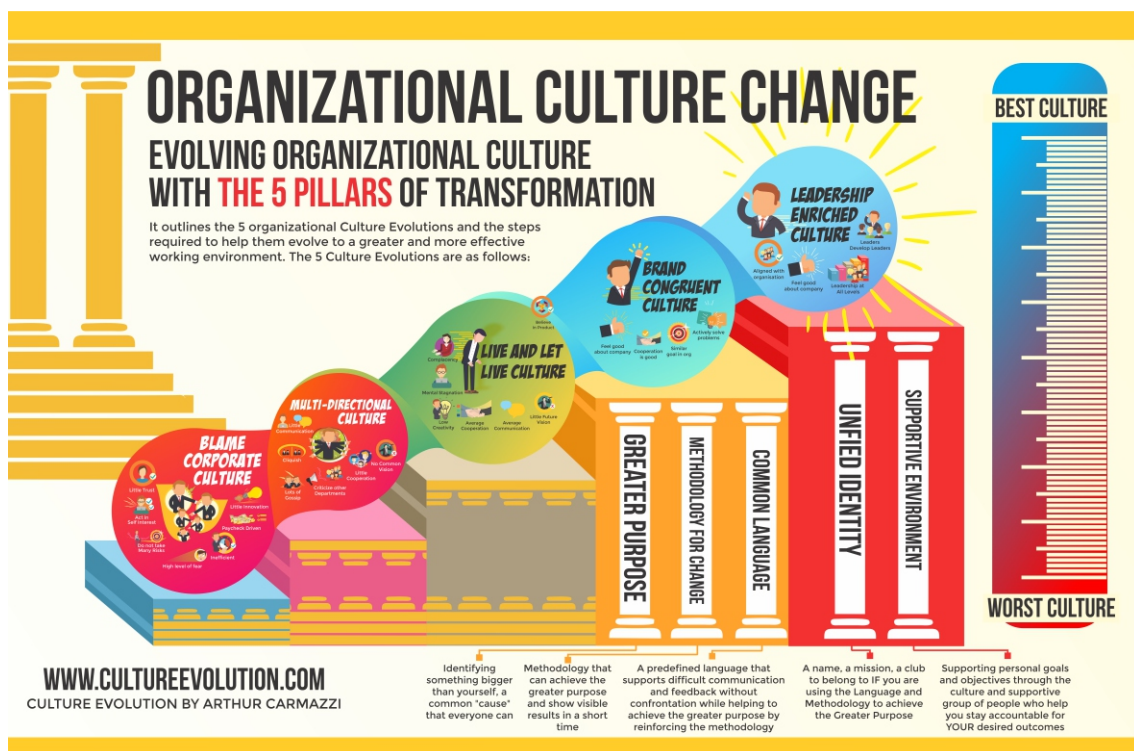 ORGANIZATIONAL CULTURE CHANGE
EVOLVING ORGANIZATIONAL CULTURE
WITH THE 5 PILLARS OF TRANSFORMATION
It outlines the 5 organizational Culture Evolutions and the steps
required to help them evolve to a greater and more effective
working environment. The 5 Culture Evolutions are as follows:
BLAME
CORPORATE
CULTURE
Little Trust
Act in
Self Interest
Do not take
Many Risks
High level of fear
Inefficient
Paycheck Driven
Little Innovation
MULTI-DIRECTIONAL
CULTURE
Little
Communication
Cliquish
Lots of
Gossip
Criticize other
Departments
Little
Cooperation
No Common
Vision
LIVE AND LET
LIVE CULTURE
Believe
in Product
Complacency
Mental Stagnation
Low
Creativity
Average
Cooperation
Average
Communication
Little Future
Vision
BRAND
CONGRUENT
CULTURE
Feel good
about company
Cooperation
is good
Similar
goal in org
Actively solve
problems
LEADERSHIP
ENRICHED
CULTURE
Leaders
Develop Leaders
Aligned with
organisation
Feel good
about company
Leadership at
All Levels
BEST CULTURE
WORST CULTURE
GREATER PURPOSE
METHODOLOGY FOR CHANGE
COMMON LANGUAGE
UNFIED IDENTITY
SUPPORTIVE ENVIRONMENT
Identifying
something bigger
than yourself, a
common "cause"
that everyone can
Methodology that
can achieve the
greater purpose
and show visible
results in a short
time
A predefined language that
supports difficult communication
and feedback without
confrontation while helping to
achieve the greater purpose by
reinforcing the methodology
A name, a mission, a club
to belong to IF you are
using the Language and
Methodology to achieve
the Greater Purpose
Supporting personal goals
and objectives through the
culture and supportive
group of people who help
you stay accountable for
YOUR desired outcomes
WWW.CULTUREEVOLUTION.COM
CULTURE EVOLUTION BY ARTHUR CARMAZZI